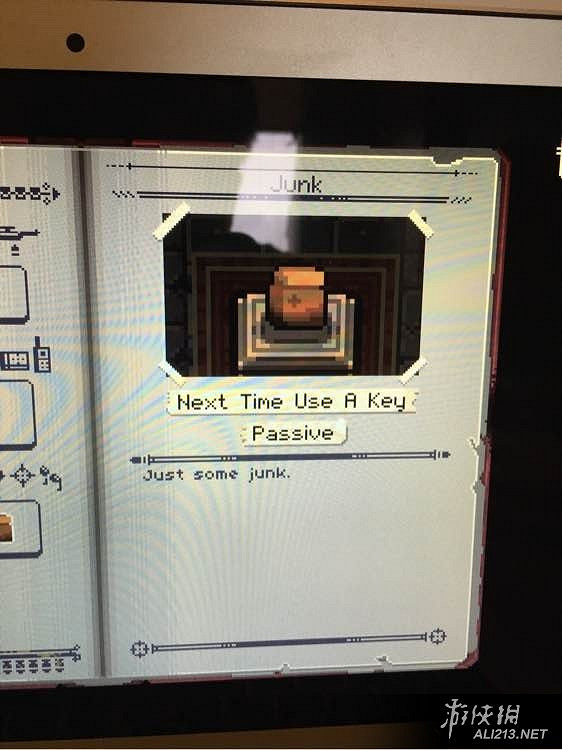 Junk
Next Time Use A Key
Passive
Just some junk.
游侠网
ALI213.NET